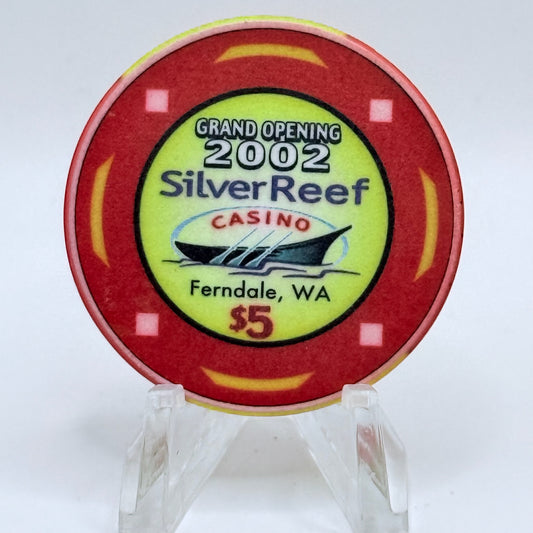 GRAND OPENING
2002
SilverReef
CASINO
Ferndale, WA
$5